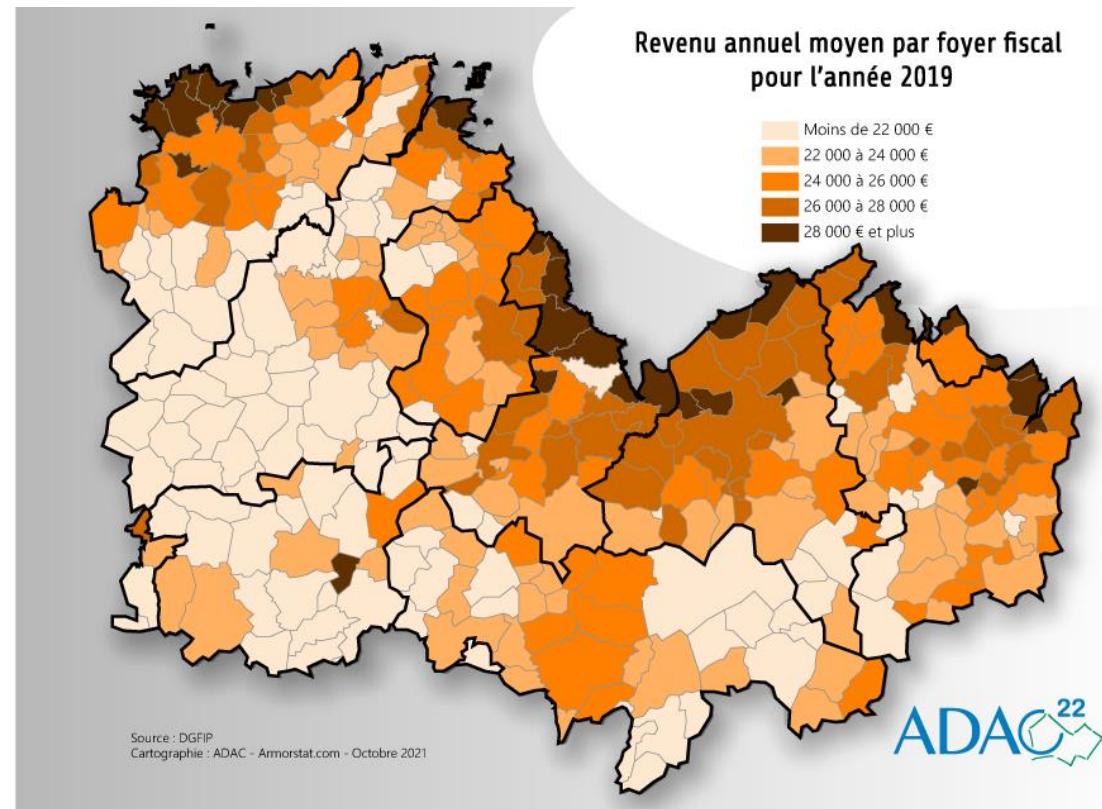 Revenu annuel moyen par foyer fiscal
pour l'année 2019
Moins de 22 000 €
22 000 à 24 000 €
24 000 à 26 000 €
26 000 à 28 000 €
28 000 € et plus
Source : DGFIP
Cartographie : ADAC - Armorstat.com - Octobre 2021
ADAC 22